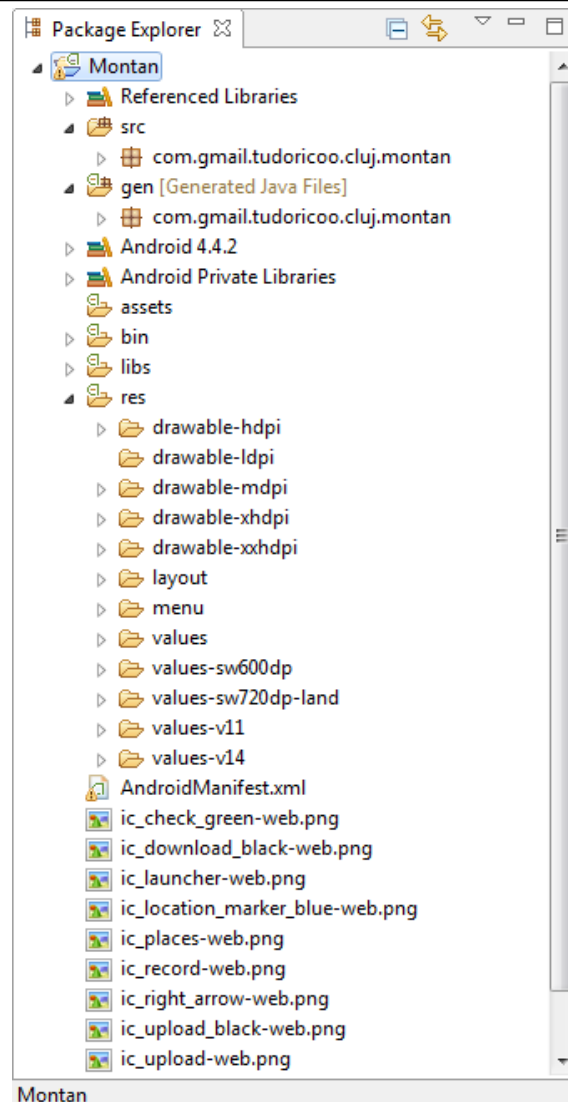 Package Explorer
Montan
Referenced Libraries
src
com.gmail.tudoricoo.cluj.montan
gen [Generated Java Files]
com.gmail.tudoricoo.cluj.montan
Android 4.4.2
Android Private Libraries
assets
bin
libs
res
drawable-hdpi
drawable-ldpi
drawable-mdpi
drawable-xhdpi
drawable-xxhdpi
layout
menu
values
values-sw600dp
values-sw720dp-land
values-v11
values-v14
AndroidManifest.xml
ic_check_green-web.png
ic_download_black-web.png
ic_launcher-web.png
ic_location_marker_blue-web.png
ic_places-web.png
ic_record-web.png
ic_right_arrow-web.png
ic_upload_black-web.png
ic_upload-web.png
Montan